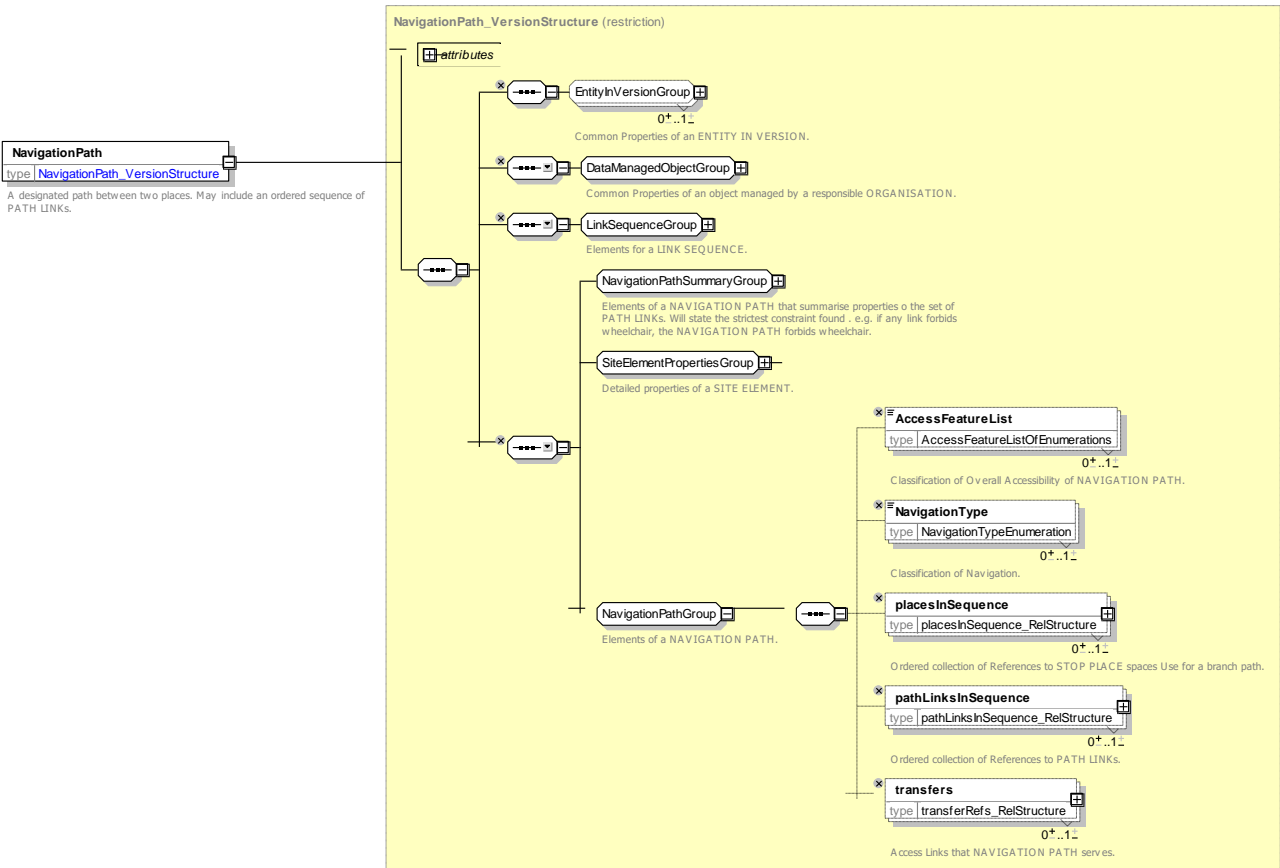 NavigationPath_VersionStructure (restriction)
attributes
EntityInVersionGroup
0..1
Common Properties of an ENTITY IN VERSION.
NavigationPath
type NavigationPath_VersionStructure
A designated path between two places. May include an ordered sequence of
PATH LINKs.
DataManagedObjectGroup
Common Properties of an object managed by a responsible ORGANISATION.
LinkSequenceGroup
Elements for a LINK SEQUENCE.
NavigationPathSummaryGroup
Elements of a NAVIGATION PATH that summarise properties o the set of
PATH LINKs. Will state the strictest constraint found . e.g. if any link forbids
wheelchair, the NAVIGATION PATH forbids wheelchair.
SiteElementPropertiesGroup
Detailed properties of a SITE ELEMENT.
AccessFeatureList
type AccessFeatureListOfEnumerations
0..1
Classification of Overall Accessibility of NAVIGATION PATH.
NavigationType
type NavigationTypeEnumeration
0..1
Classification of Navigation.
NavigationPathGroup
Elements of a NAVIGATION PATH.
placesInSequence
type placesInSequence_RelStructure
0..1
Ordered collection of References to STOP PLACE spaces Use for a branch path.
pathLinksInSequence
type pathLinksInSequence_RelStructure
0..1
Ordered collection of References to PATH LINKs.
transfers
type transferRefs_RelStructure
0..1
Access Links that NAVIGATION PATH serves.